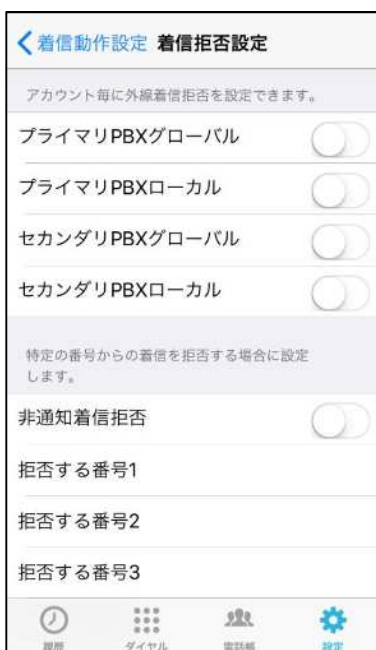 着信動作設定 着信拒否設定
アカウント毎に外線着信拒否を設定できます。
プライマリPBXグローバル
プライマリPBXローカル
セカンダリPBXグローバル
セカンダリPBXローカル
特定の番号からの着信を拒否する場合に設定
します。
非通知着信拒否
拒否する番号1
拒否する番号2
拒否する番号3
履歴 ダイヤル 電話帳 設定